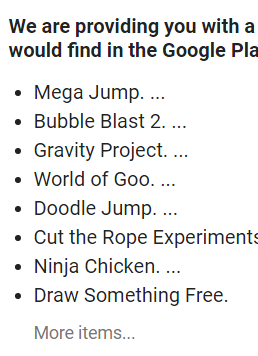 We are providing you with a
would find in the Google Pla
Mega Jump. ...
Bubble Blast 2. ...
Gravity Project. ...
World of Goo. ...
Doodle Jump. ...
Cut the Rope Experiments
Ninja Chicken. ...
Draw Something Free.
More items...